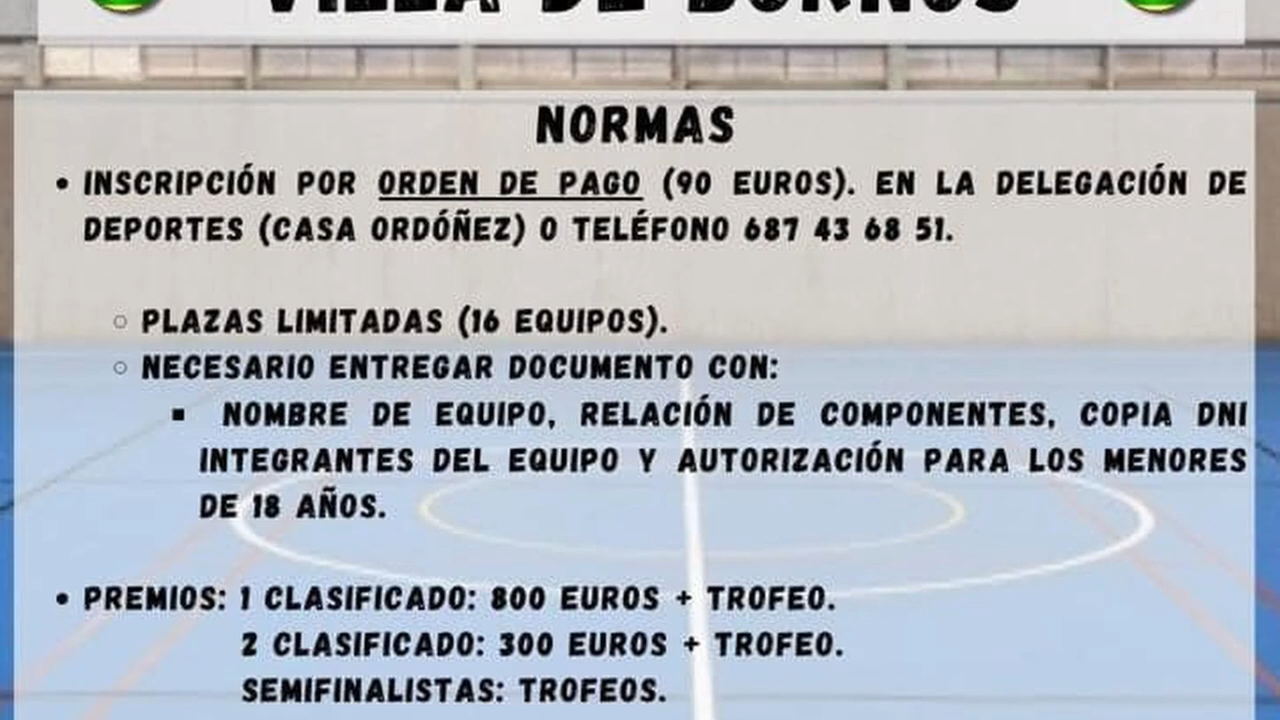 VILLA DE BORNOS
NORMAS
• INSCRIPCIÓN POR ORDEN DE PAGO (90 EUROS). EN LA DELEGACIÓN DE
DEPORTES (CASA ORDÓÑEZ) O TELÉFONO 687 43 68 51.
○ PLAZAS LIMITADAS (16 EQUIPOS).
○ NECESARIO ENTREGAR DOCUMENTO CON:
▪ NOMBRE DE EQUIPO, RELACIÓN DE COMPONENTES, COPIA DNI
INTEGRANTES DEL EQUIPO Y AUTORIZACIÓN PARA LOS MENORES
DE 18 AÑOS.
• PREMIOS: 1 CLASIFICADO: 800 EUROS + TROFEO.
2 CLASIFICADO: 300 EUROS + TROFEO.
SEMIFINALISTAS: TROFEOS.